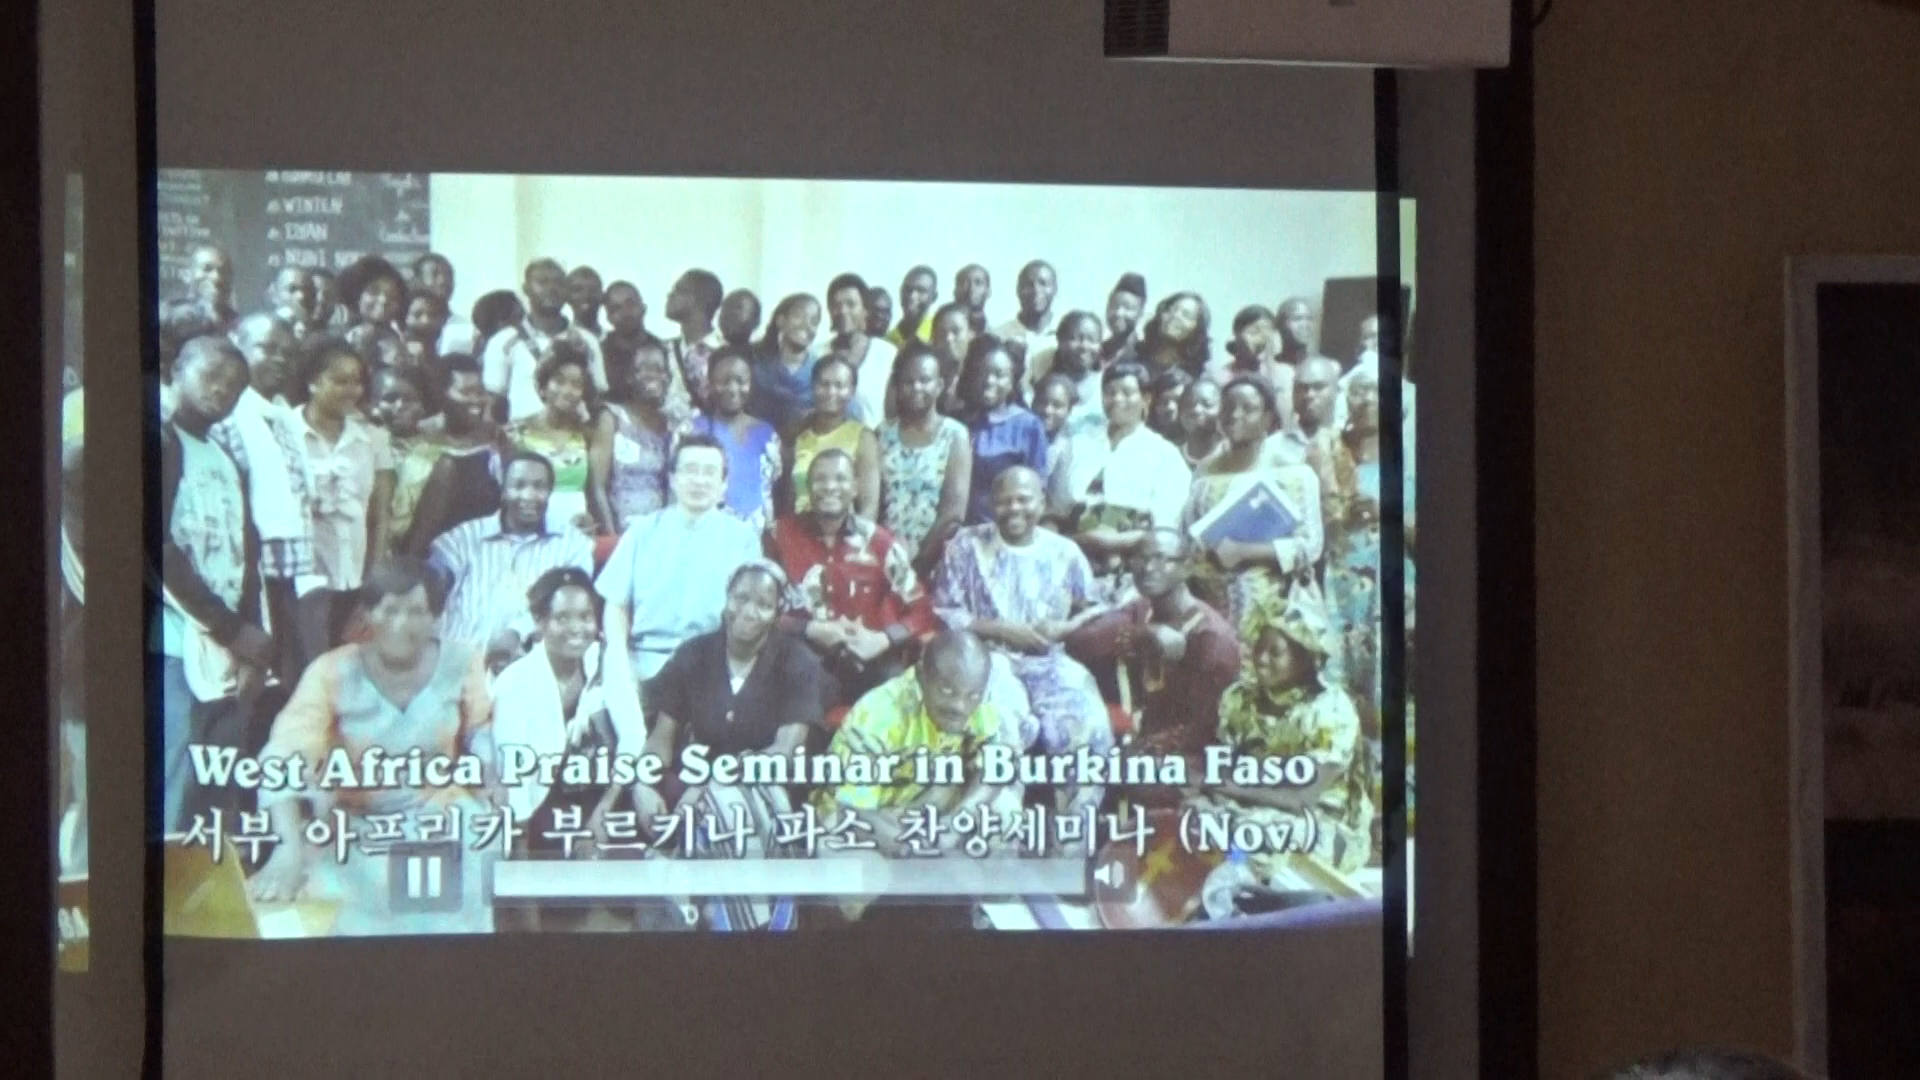 WINTER
West Africa Praise Seminar in Burkina Faso
서부 아프리카 부르키나 파소 찬양세미나 (Nov.)